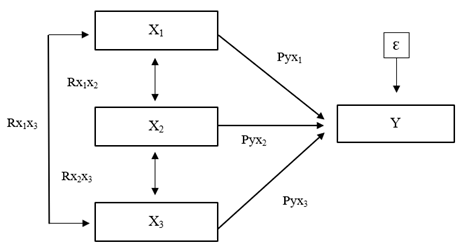 X₁
ε
Pyx₁
Rx₁x₂
Rx₁x₃
X₂
Y
Pyx₂
Rx₂x₃
Pyx₃
X₃